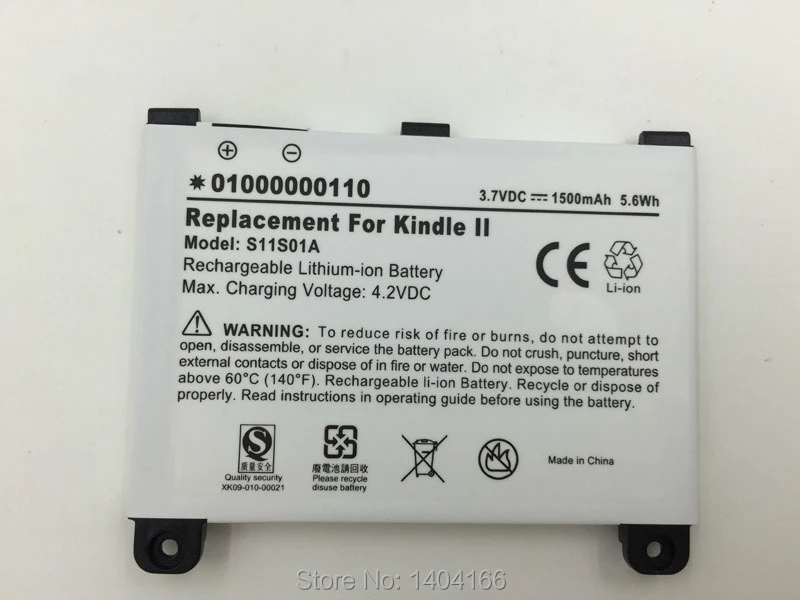 ✷01000000110
3.7VDC ⎓ 1500mAh 5.6Wh
Replacement For Kindle II
Model: S11S01A
Rechargeable Lithium-ion Battery
Max. Charging Voltage: 4.2VDC
CE
Li-ion
WARNING: To reduce risk of fire or burns, do not attempt to
open, disassemble, or service the battery pack. Do not crush, puncture, short
external contacts or dispose of in fire or water. Do not expose to temperatures
above 60°C (140°F). Rechargeable li-ion Battery. Recycle or dispose of
properly. Read instructions in operating guide before using the battery.
质量安全
Quality security
XK09-010-00021
廢電池請回收
Please recycle
disuse battery
Made in China
Store No: 1404166